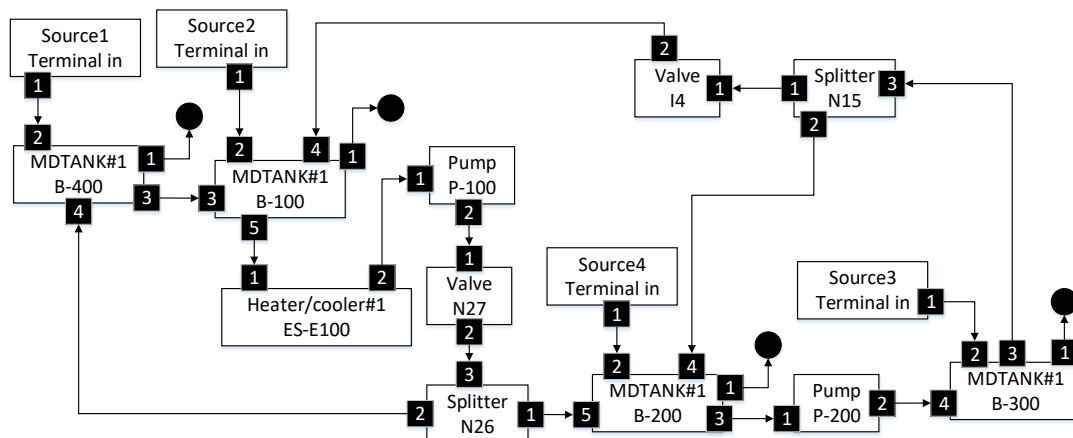 Source1
Terminal in
1
Source2
Terminal in
1
2
Valve
I4
1
1
Splitter
N15
3
2
2
MDTANK#1
B-400
1
3
4
2
4
1
MDTANK#1
B-100
3
5
1
Pump
P-100
2
1
2
Heater/cooler#1
ES-E100
1
Valve
N27
2
Source4
Terminal in
1
Source3
Terminal in
1
3
2
Splitter
N26
1
2
4
MDTANK#1
B-200
1
5
3
1
Pump
P-200
2
2
3
1
MDTANK#1
B-300
4